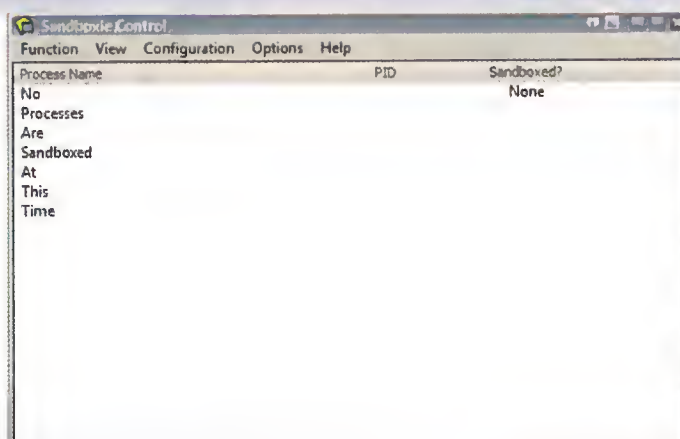 Sandboxie Control
Function View Configuration Options Help
Process Name PID Sandboxed?
No None
Processes
Are
Sandboxed
At
This
Time